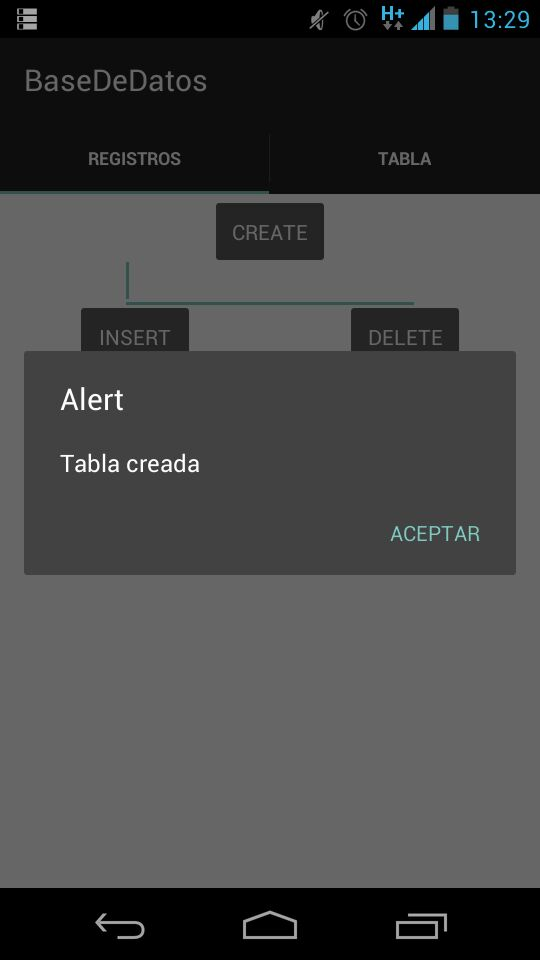 H+ 13:29
BaseDeDatos
REGISTROS TABLA
CREATE
INSERT DELETE
Alert
Tabla creada
ACEPTAR